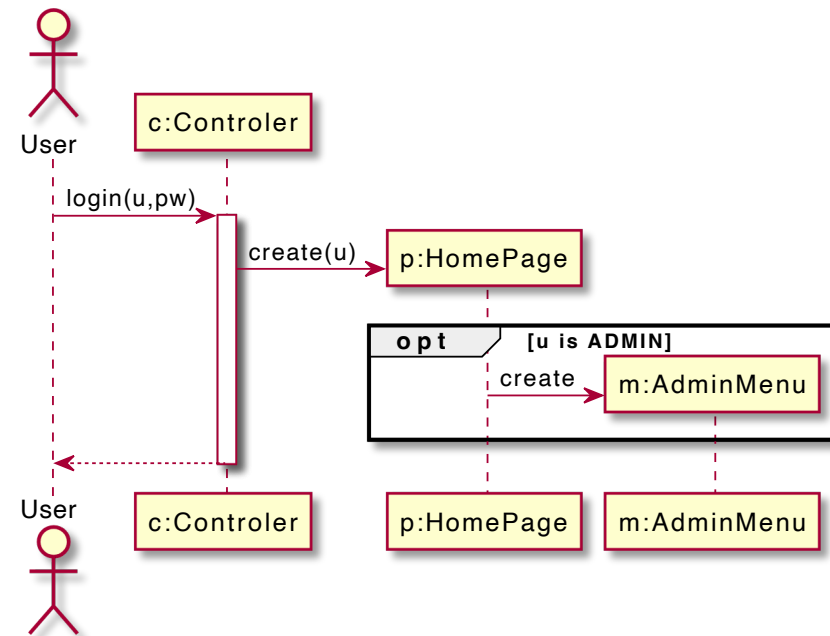 User
c:Controler
login(u,pw)
create(u)
p:HomePage
opt
[u is ADMIN]
create
m:AdminMenu
User
c:Controler
p:HomePage
m:AdminMenu